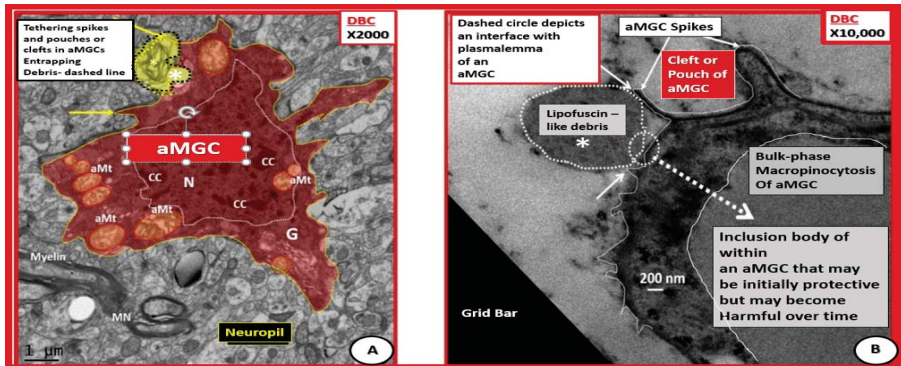 Tethering spikes
and pouches or
clefts in aMGCs
Entrapping
Debris- dashed line
DBC
X2000
*
aMGC
CC
CC
N
CC
aMt
aMt
aMt
aMt
G
Myelin
MN
Neuropil
1 μm
A
Dashed circle depicts
an interface with
plasmalemma
of an
aMGC
aMGC Spikes
DBC
X10,000
Cleft or
Pouch of
aMGC
Lipofuscin –
like debris
*
Bulk-phase
Macropinocytosis
Of aMGC
Inclusion body of
within
an aMGC that may
be initially protective
but may become
Harmful over time
200 nm
Grid Bar
B